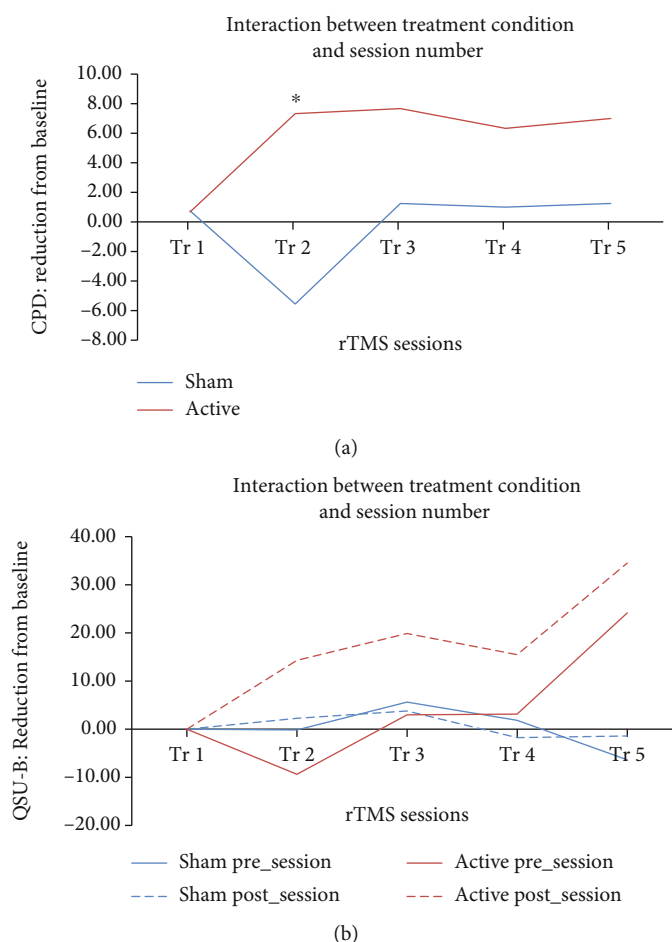 Interaction between treatment condition
and session number
CPD: reduction from baseline
10.00
8.00
6.00
4.00
2.00
0.00
–2.00
–4.00
–6.00
–8.00
*
Tr 1 Tr 2 Tr 3 Tr 4 Tr 5
rTMS sessions
Sham
Active
(a)
Interaction between treatment condition
and session number
QSU-B: Reduction from baseline
40.00
30.00
20.00
10.00
0.00
–10.00
–20.00
Tr 1 Tr 2 Tr 3 Tr 4 Tr 5
rTMS sessions
Sham pre_session Active pre_session
Sham post_session Active post_session
(b)